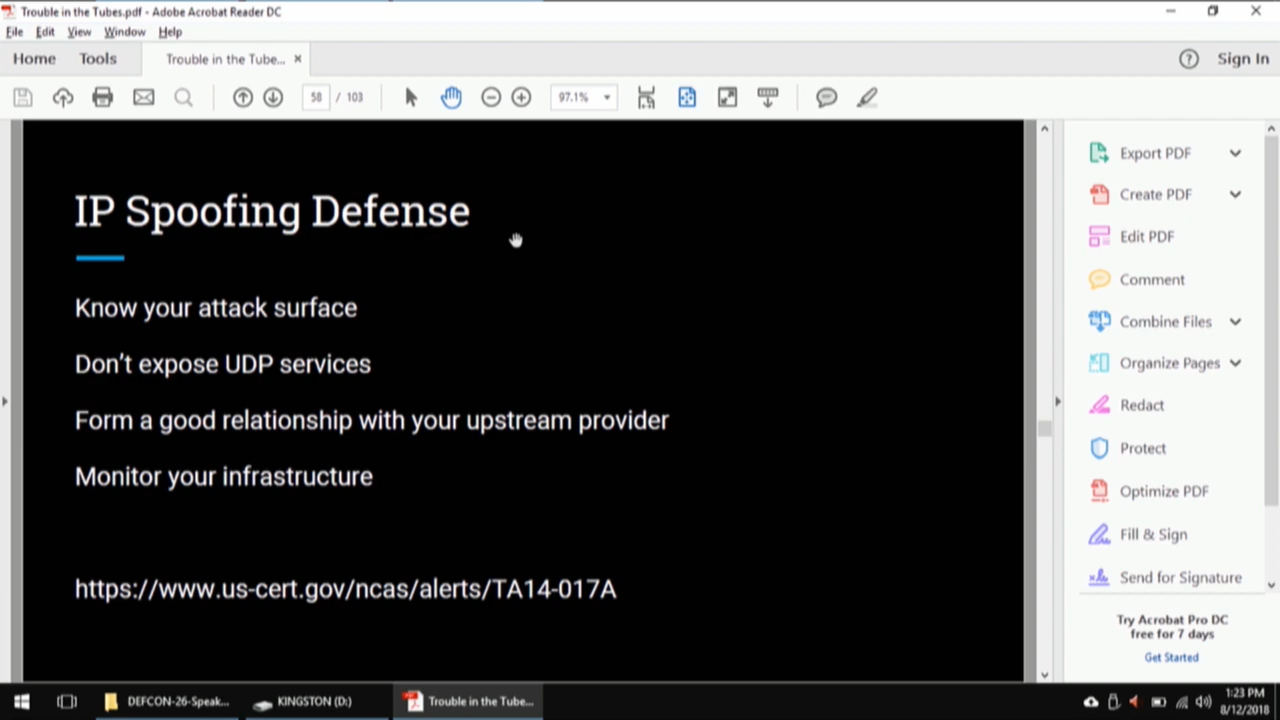 Trouble in the Tubes.pdf - Adobe Acrobat Reader DC
File Edit View Window Help
Home Tools Trouble in the Tube... ×
Sign In
58 / 103
97.1%
IP Spoofing Defense
Know your attack surface
Don't expose UDP services
Form a good relationship with your upstream provider
Monitor your infrastructure
https://www.us-cert.gov/ncas/alerts/TA14-017A
Export PDF
Create PDF
Edit PDF
Comment
Combine Files
Organize Pages
Redact
Protect
Optimize PDF
Fill & Sign
Send for Signature
Try Acrobat Pro DC
free for 7 days
Get Started
DEFCON-26-Speak... KINGSTON (D:) Trouble in the Tube...
1:23 PM
8/12/2018